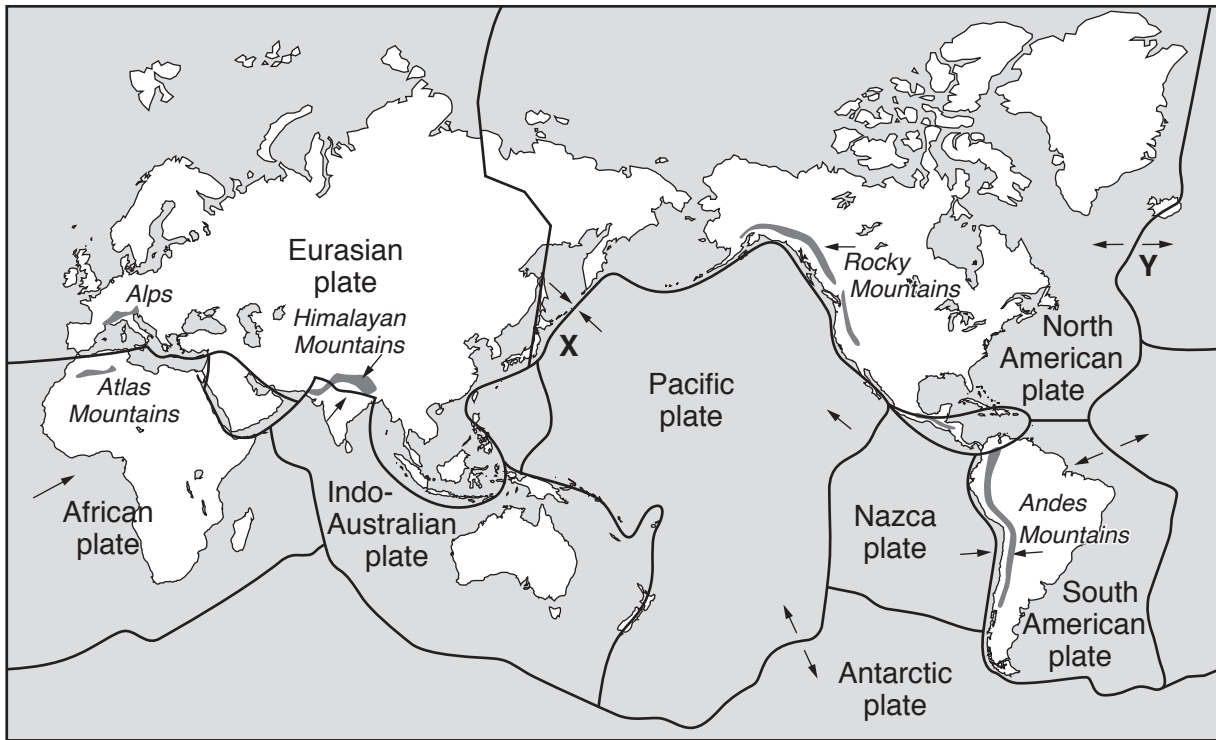 Eurasian
plate
Alps
Himalayan
Mountains
Atlas
Mountains
African
plate
Indo-
Australian
plate
X
Pacific
plate
Rocky
Mountains
Y
North
American
plate
Nazca
plate
Andes
Mountains
South
American
plate
Antarctic
plate